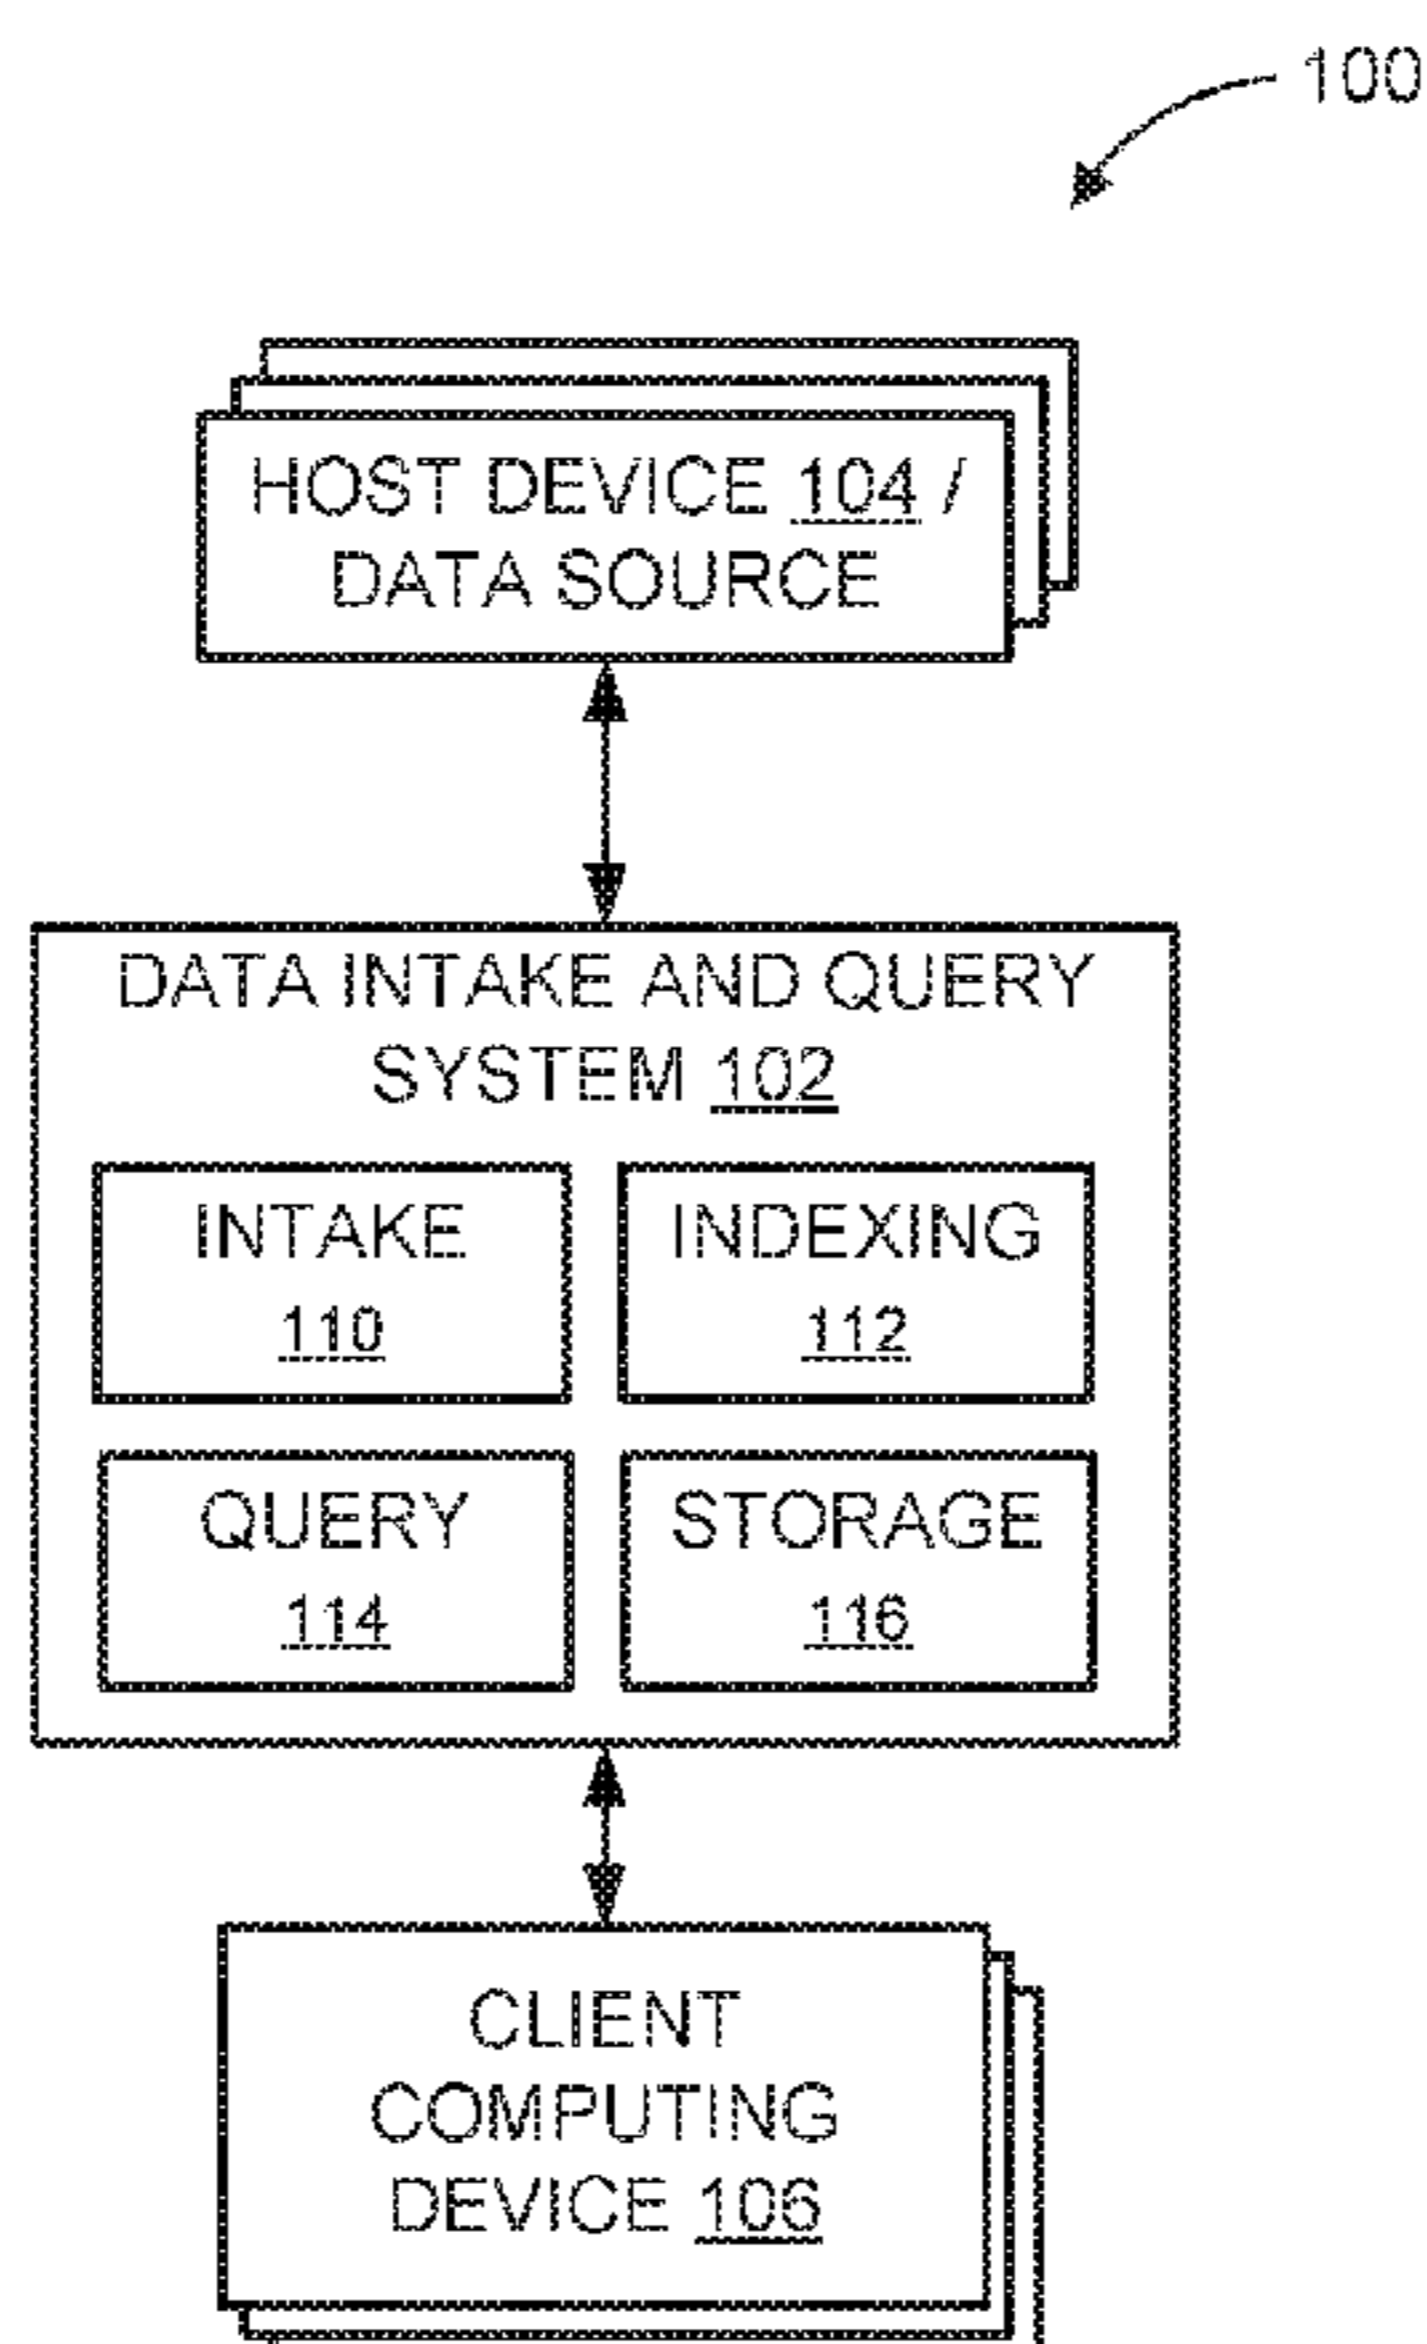 100
HOST DEVICE 104 /
DATA SOURCE
DATA INTAKE AND QUERY
SYSTEM 102
INTAKE
110
INDEXING
112
QUERY
114
STORAGE
116
CLIENT
COMPUTING
DEVICE 106